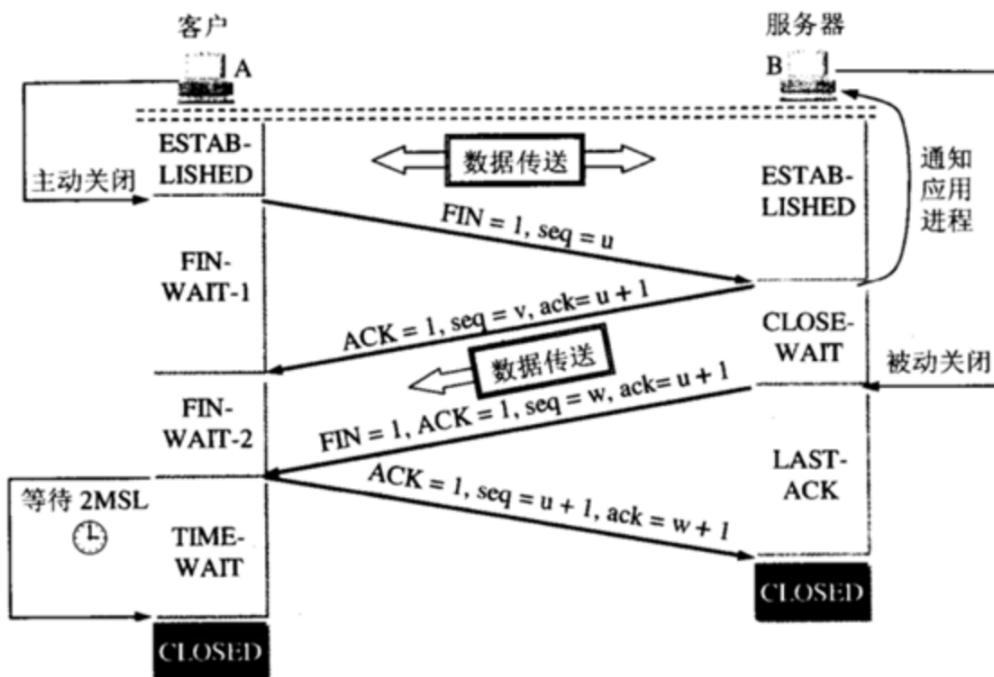 客户
服务器
A
B
ESTAB-
LISHED
数据传送
ESTAB-
LISHED
通知
应用
进程
主动关闭
FIN = 1, seq = u
FIN-
WAIT-1
ACK = 1, seq = v, ack= u + 1
CLOSE-
WAIT
数据传送
被动关闭
FIN-
WAIT-2
FIN = 1, ACK = 1, seq = w, ack= u + 1
LAST-
ACK
等待 2MSL
ACK = 1, seq = u + 1, ack = w + 1
TIME-
WAIT
CLOSED
CLOSED